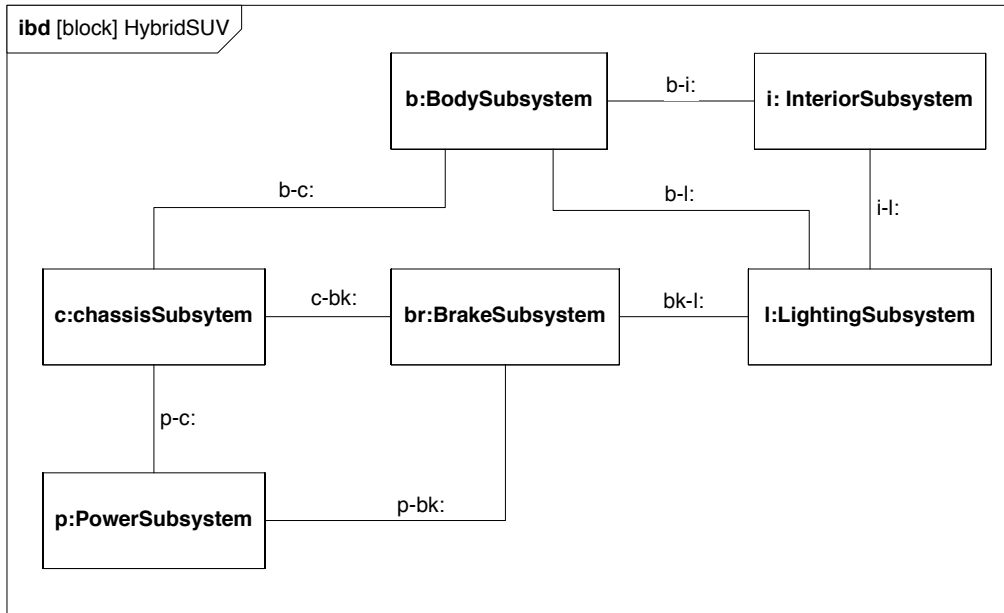 ibd [block] HybridSUV
b:BodySubsystem
b-i:
i: InteriorSubsystem
b-c:
b-l:
i-l:
c:chassisSubsytem
c-bk:
br:BrakeSubsystem
bk-l:
l:LightingSubsystem
p-c:
p:PowerSubsystem
p-bk: